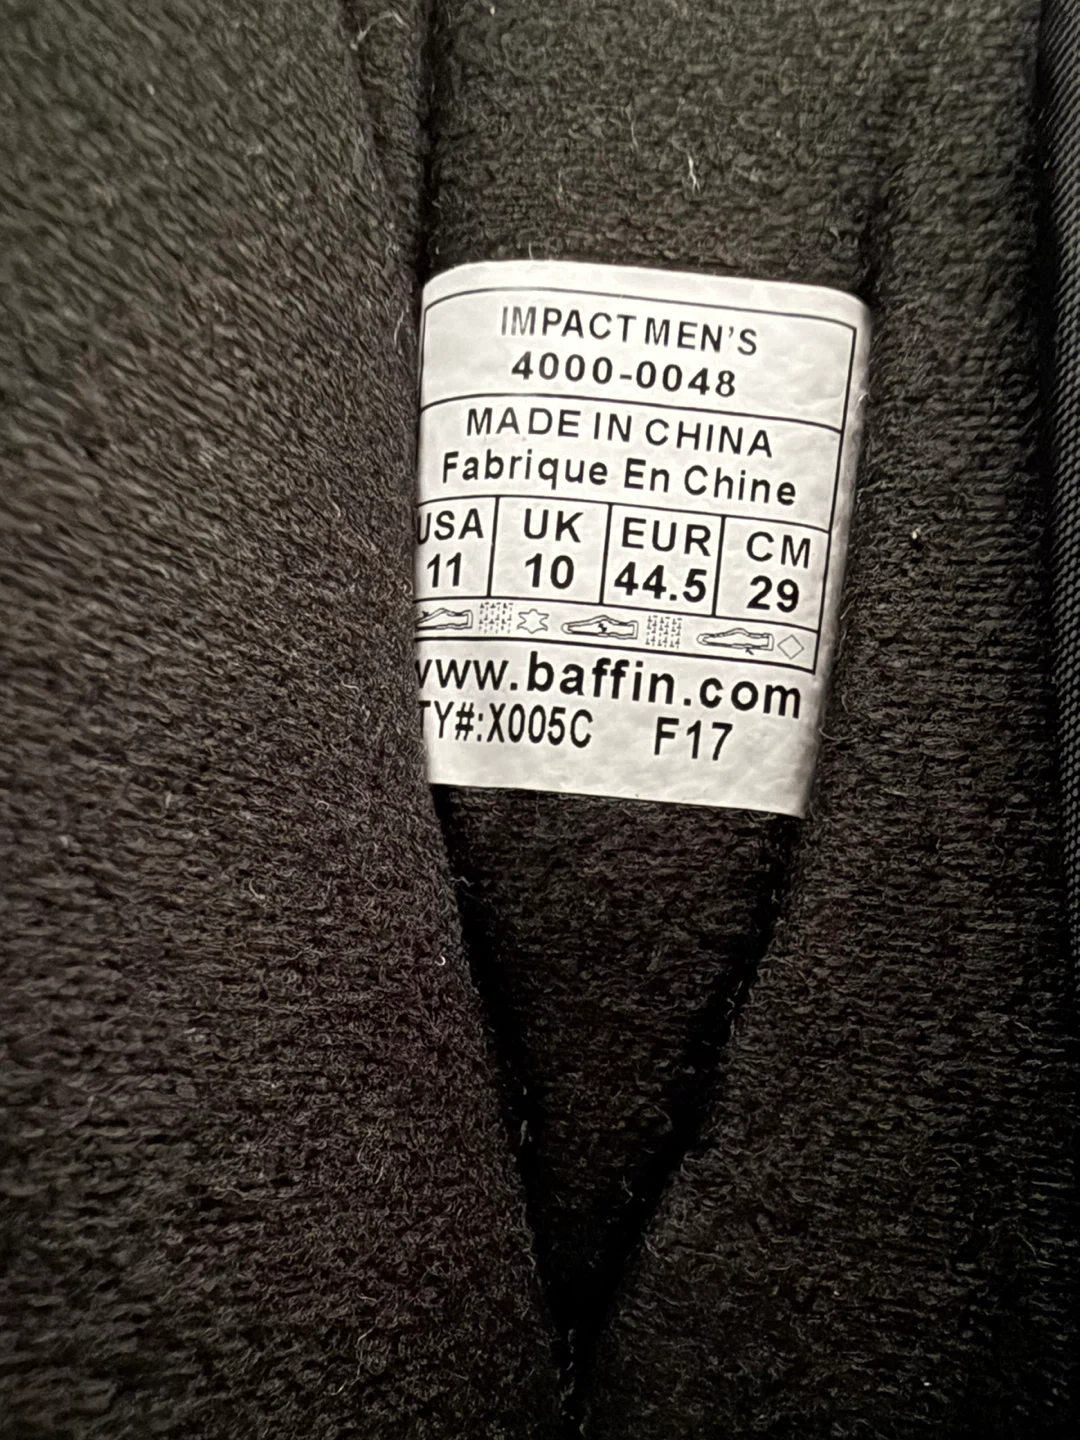 IMPACT MEN'S
4000-0048
MADE IN CHINA
Fabrique En Chine
USA UK EUR CM
11 10 44.5 29
www.baffin.com
TY#:X005C F17